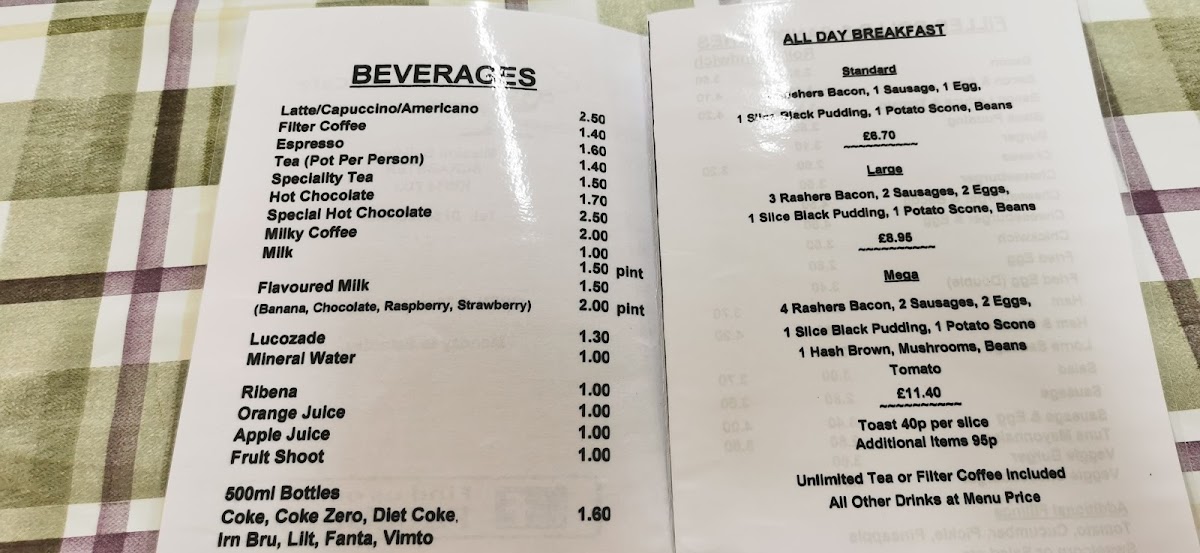 BEVERAGES
Latte/Capuccino/Americano 2.50
Filter Coffee 1.40
Espresso 1.60
Tea (Pot Per Person) 1.40
Speciality Tea 1.50
Hot Chocolate 1.70
Special Hot Chocolate 2.50
Milky Coffee 2.00
Milk 1.00
1.50 pint
Flavoured Milk 1.50
(Banana, Chocolate, Raspberry, Strawberry) 2.00 pint
Lucozade 1.30
Mineral Water 1.00
Ribena 1.00
Orange Juice 1.00
Apple Juice 1.00
Fruit Shoot 1.00
500ml Bottles
Coke, Coke Zero, Diet Coke, 1.60
Irn Bru, Lilt, Fanta, Vimto
ALL DAY BREAKFAST
Standard
Bacon, 1 Sausage, 1 Egg,
1 Slice Black Pudding, 1 Potato Scone, Beans
£6.70
~~~~~~~~~~
Large
3 Rashers Bacon, 2 Sausages, 2 Eggs,
1 Slice Black Pudding, 1 Potato Scone, Beans
£8.95
~~~~~~~~~~
Mega
4 Rashers Bacon, 2 Sausages, 2 Eggs,
1 Slice Black Pudding, 1 Potato Scone
1 Hash Brown, Mushrooms, Beans
Tomato
£11.40
~~~~~~~~~~
Toast 40p per slice
Additional Items 95p
Unlimited Tea or Filter Coffee Included
All Other Drinks at Menu Price